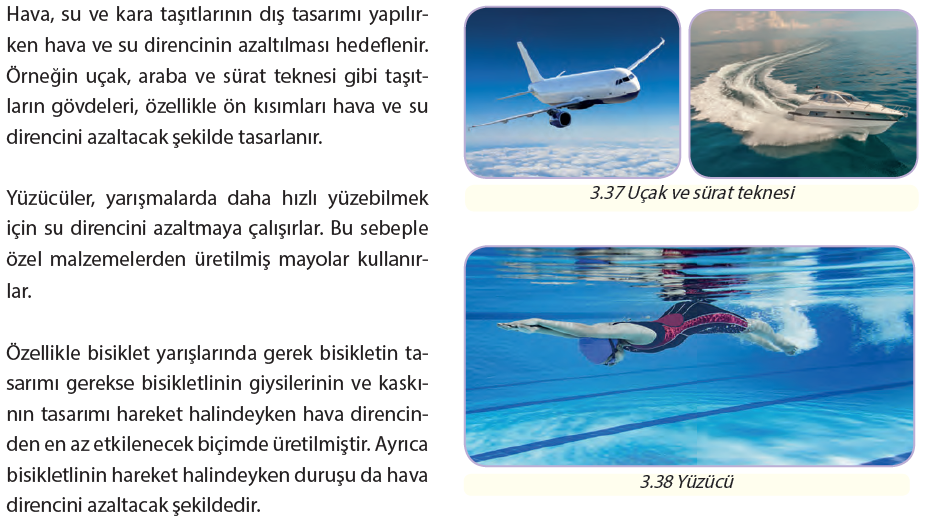 Hava, su ve kara taşıtlarının dış tasarımı yapılır-
ken hava ve su direncinin azaltılması hedeflenir.
Örneğin uçak, araba ve sürat teknesi gibi taşıt-
ların gövdeleri, özellikle ön kısımları hava ve su
direncini azaltacak şekilde tasarlanır.
Yüzücüler, yarışmalarda daha hızlı yüzebilmek
için su direncini azaltmaya çalışırlar. Bu sebeple
özel malzemelerden üretilmiş mayolar kullanır-
lar.
Özellikle bisiklet yarışlarında gerek bisikletin ta-
sarımı gerekse bisikletlinin giysilerinin ve kaskı-
nın tasarımı hareket halindeyken hava direncin-
den en az etkilenecek biçimde üretilmiştir. Ayrıca
bisikletlinin hareket halindeyken duruşu da hava
direncini azaltacak şekildedir.
3.37 Uçak ve sürat teknesi
3.38 Yüzücü